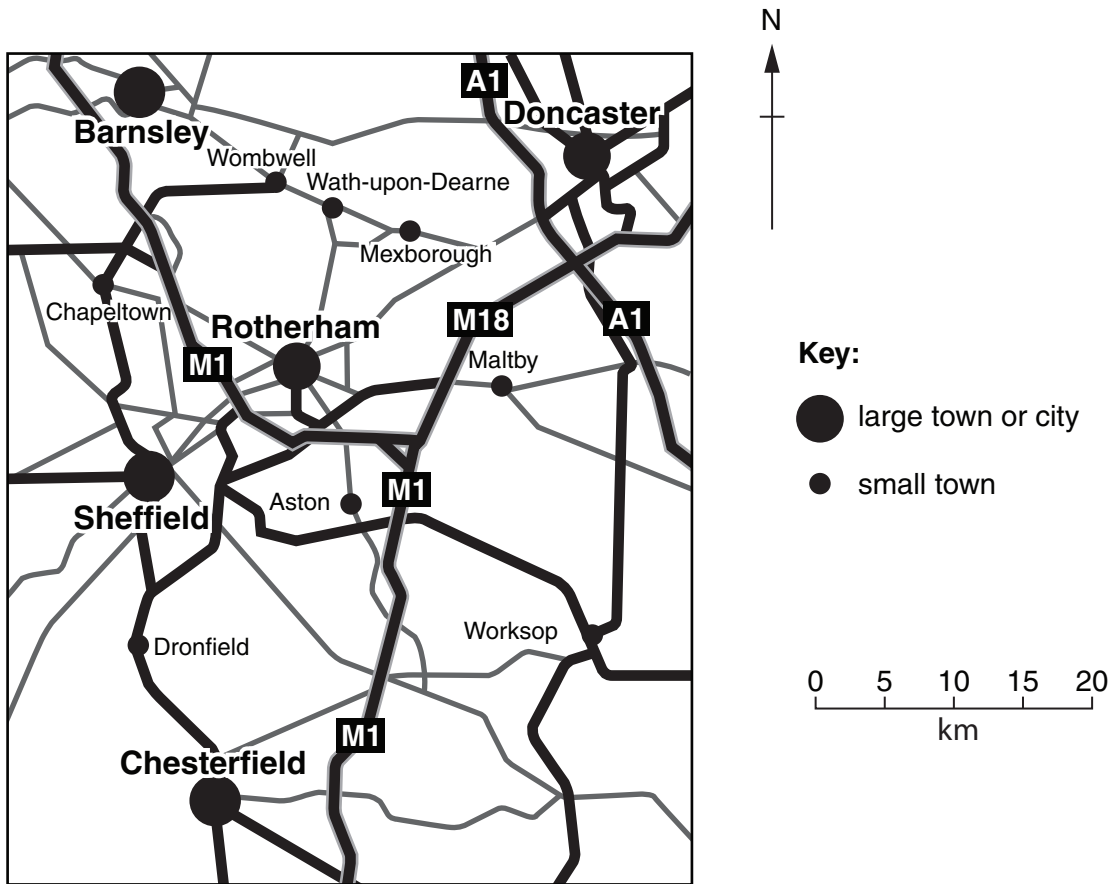 N
A1
Doncaster
Barnsley
Wombwell
Wath-upon-Dearne
Mexborough
Chapeltown
Rotherham
M18
A1
M1
Maltby
Key:
large town or city
small town
M1
Aston
Sheffield
Worksop
Dronfield
0 5 10 15 20
km
M1
Chesterfield